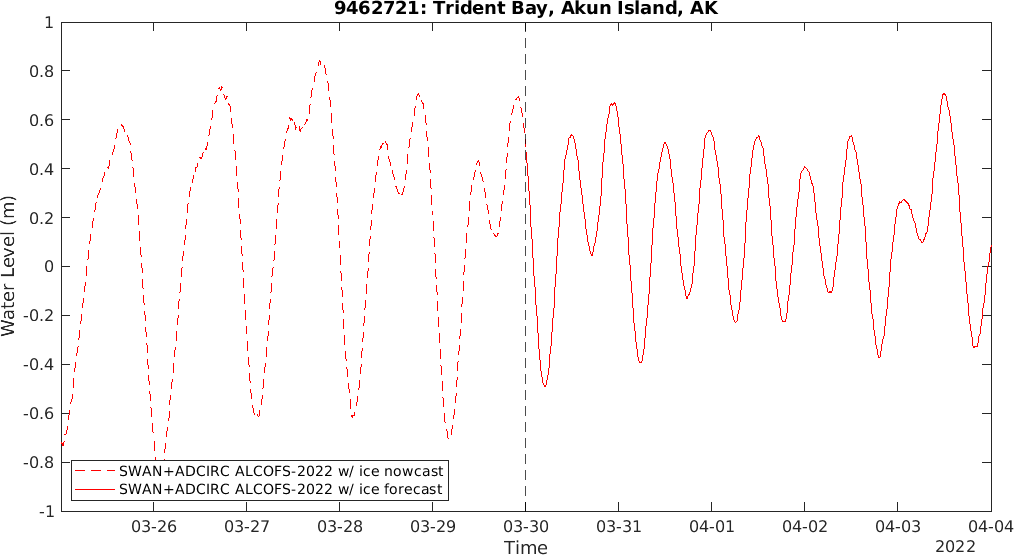 9462721: Trident Bay, Akun Island, AK
Water Level (m)
1
0.8
0.6
0.4
0.2
0
-0.2
-0.4
-0.6
-0.8
-1
SWAN+ADCIRC ALCOFS-2022 w/ ice nowcast
SWAN+ADCIRC ALCOFS-2022 w/ ice forecast
03-26 03-27 03-28 03-29 03-30 03-31 04-01 04-02 04-03 04-04
Time
2022